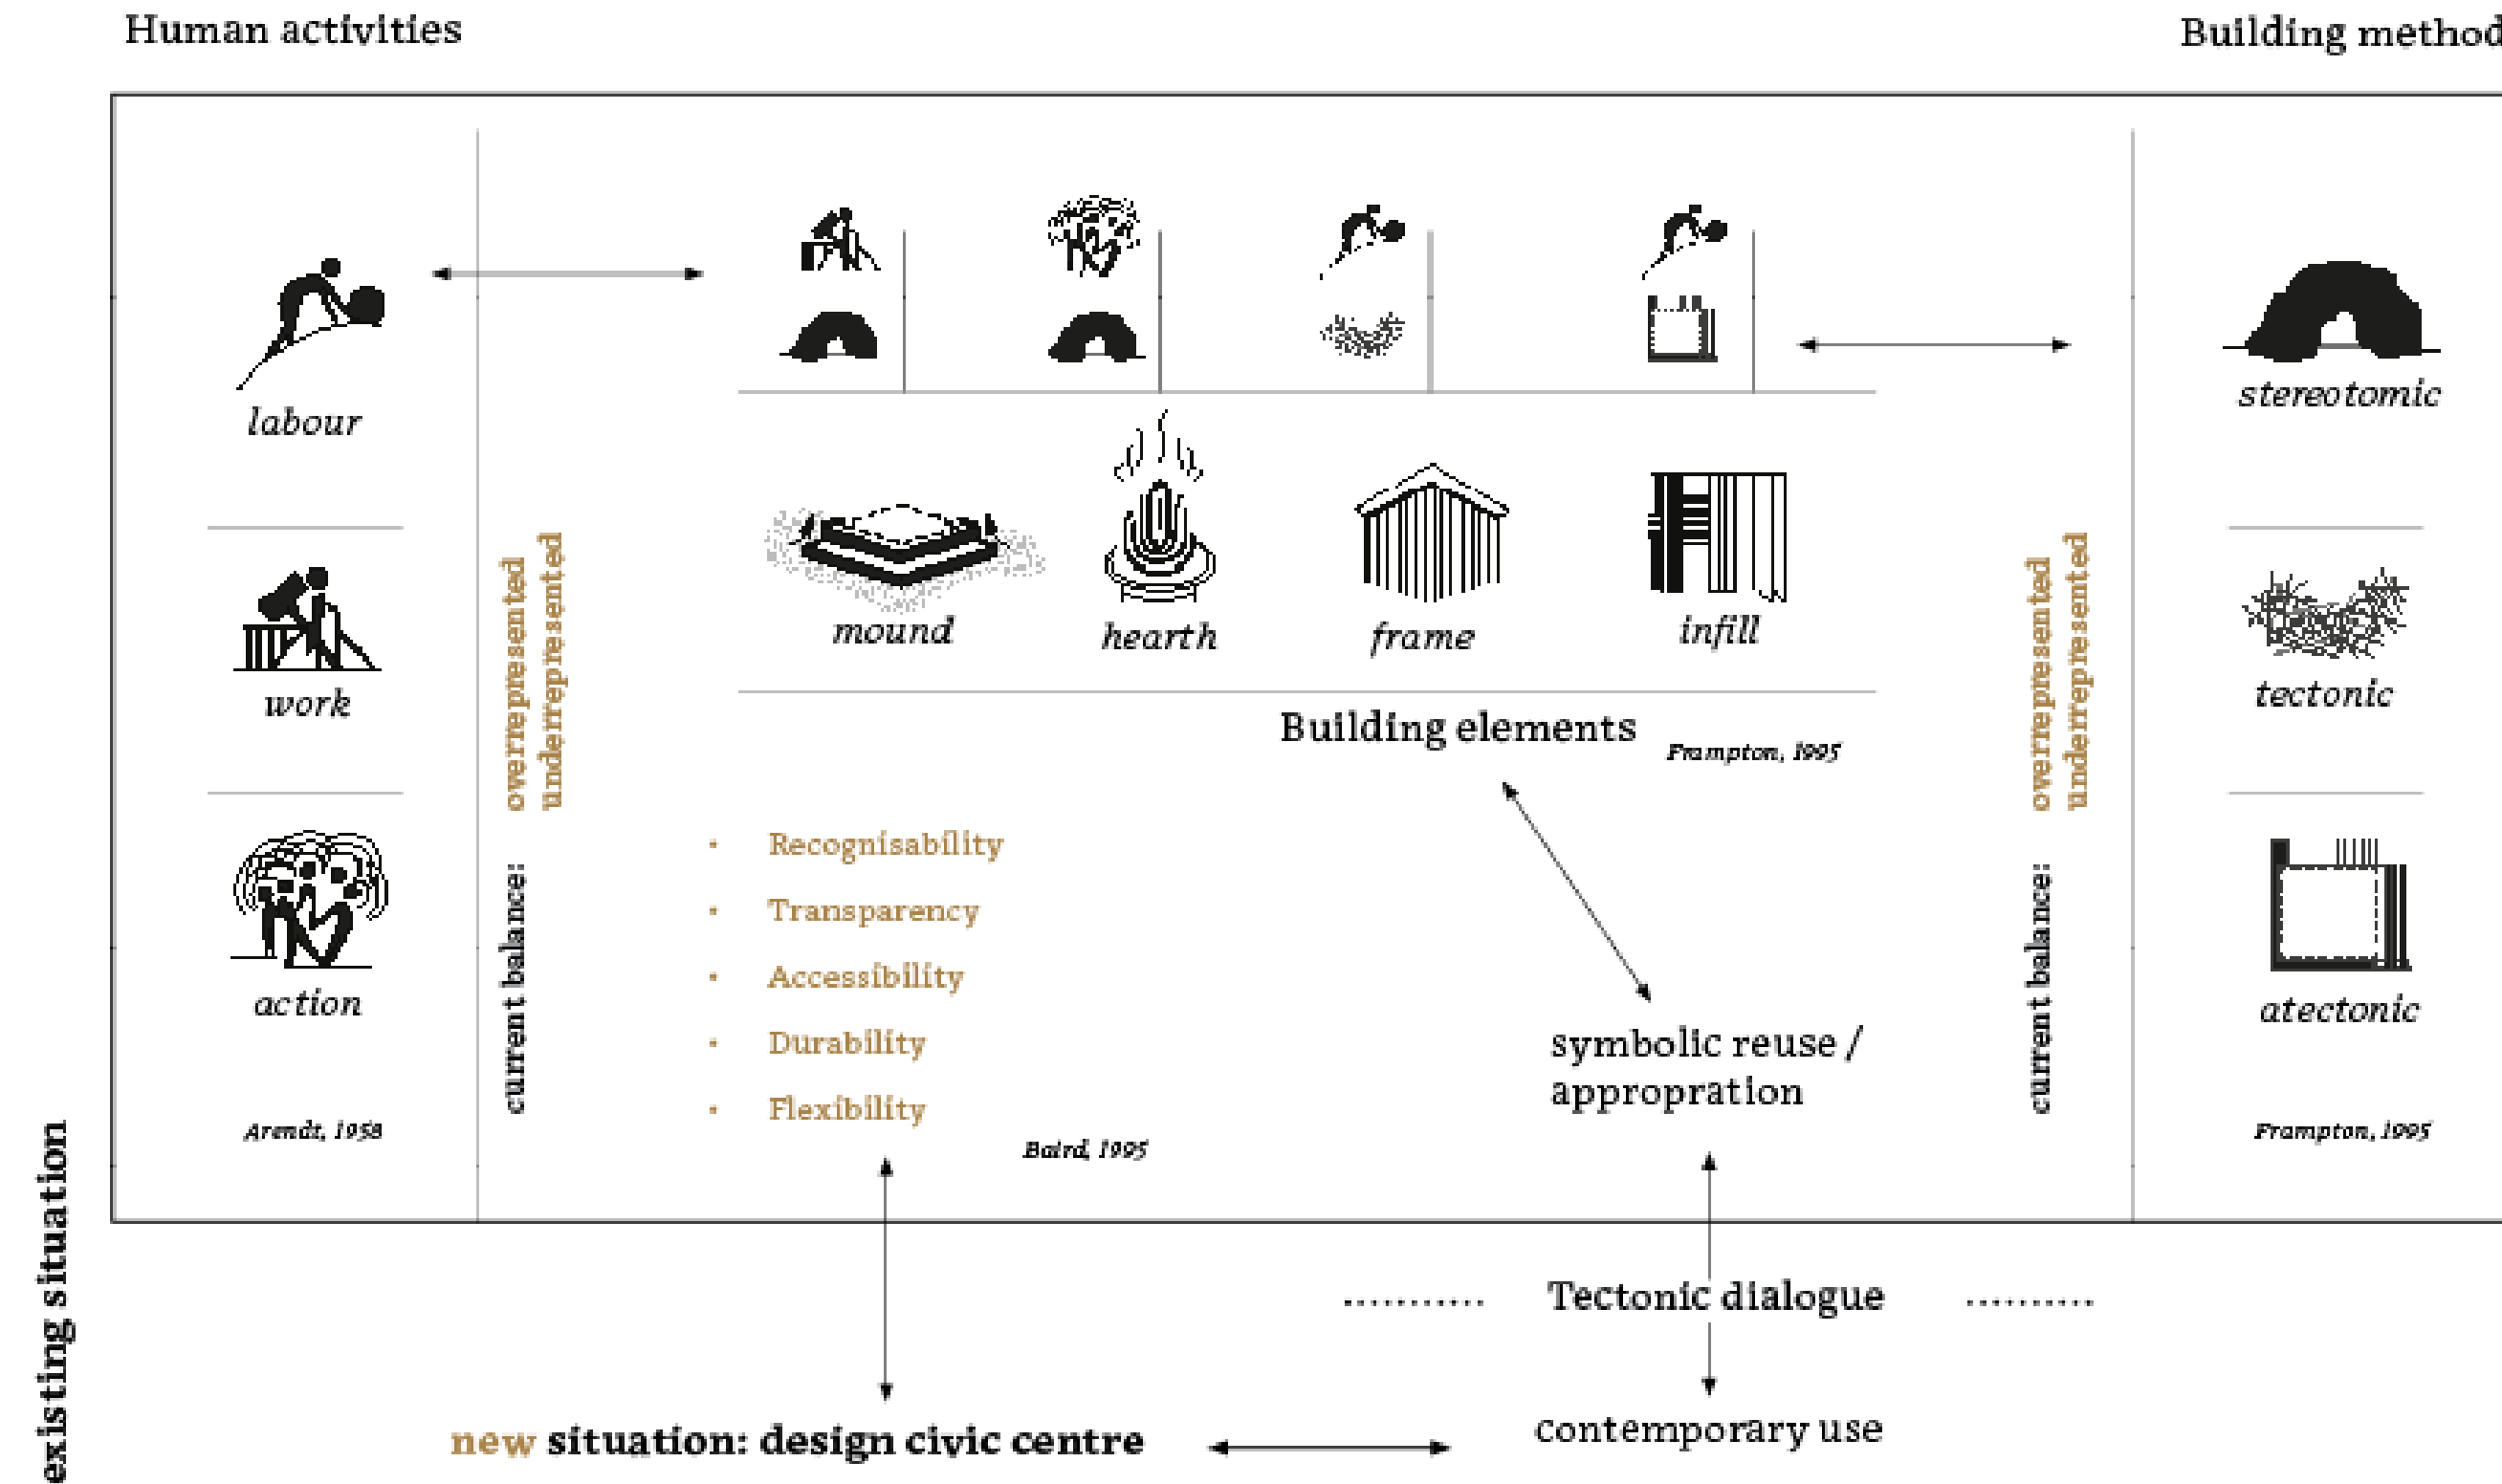 Human activities
Building method
labour
work
action
Arendt, 1958
overrepresented
underrepresented
current balance:
mound
hearth
frame
infill
Building elements
Frampton, 1995
Recognisability
Transparency
Accessibility
Durability
Flexibility
Baird, 1995
symbolic reuse /
appropration
overrepresented
underrepresented
current balance:
stereotomic
tectonic
atectonic
Frampton, 1995
existing situation
Tectonic dialogue
new situation: design civic centre
contemporary use